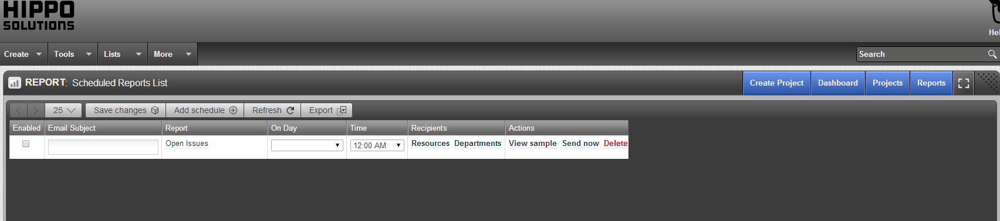 HIPPO
SOLUTIONS
Create Tools Lists More Search
REPORT: Scheduled Reports List Create Project Dashboard Projects Reports
25 Save changes Add schedule Refresh Export
Enabled Email Subject Report On Day Time Recipients Actions
Open Issues 12:00 AM Resources Departments View sample Send now Delete